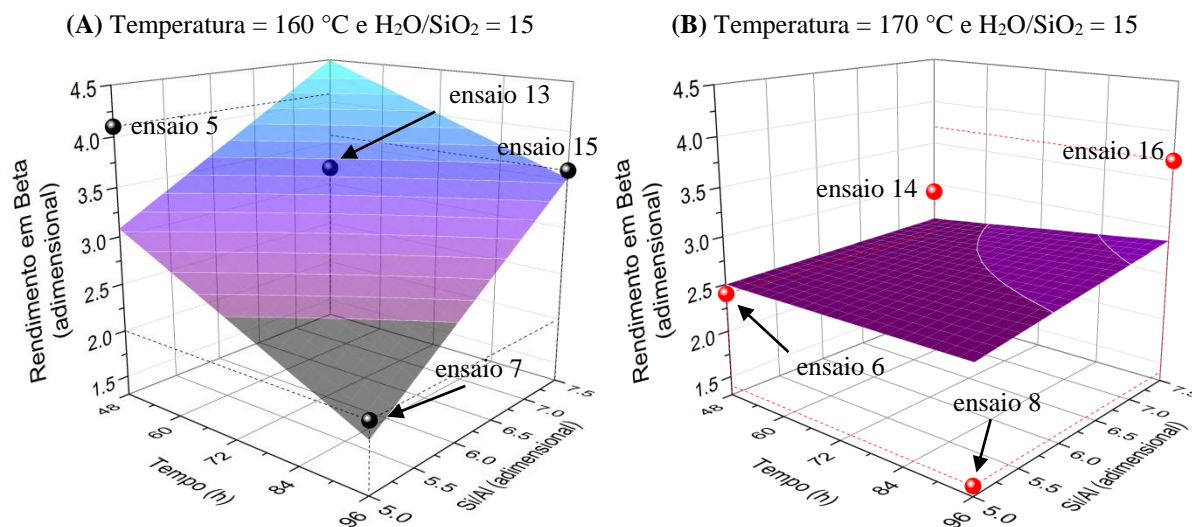 (A) Temperatura = 160 °C e H₂O/SiO₂ = 15
4.5
4.0
3.5
3.0
2.5
2.0
1.5
Rendimento em Beta
(adimensional)
ensaio 5
ensaio 13
ensaio 15
ensaio 7
48
60
72
84
96
Tempo (h)
5.0
5.5
6.0
6.5
7.0
7.5
Si/Al (adimensional)
(B) Temperatura = 170 °C e H₂O/SiO₂ = 15
4.5
4.0
3.5
3.0
2.5
2.0
1.5
Rendimento em Beta
(adimensional)
ensaio 14
ensaio 16
ensaio 6
ensaio 8
48
60
72
84
96
Tempo (h)
5.0
5.5
6.0
6.5
7.0
7.5
Si/Al (adimensional)